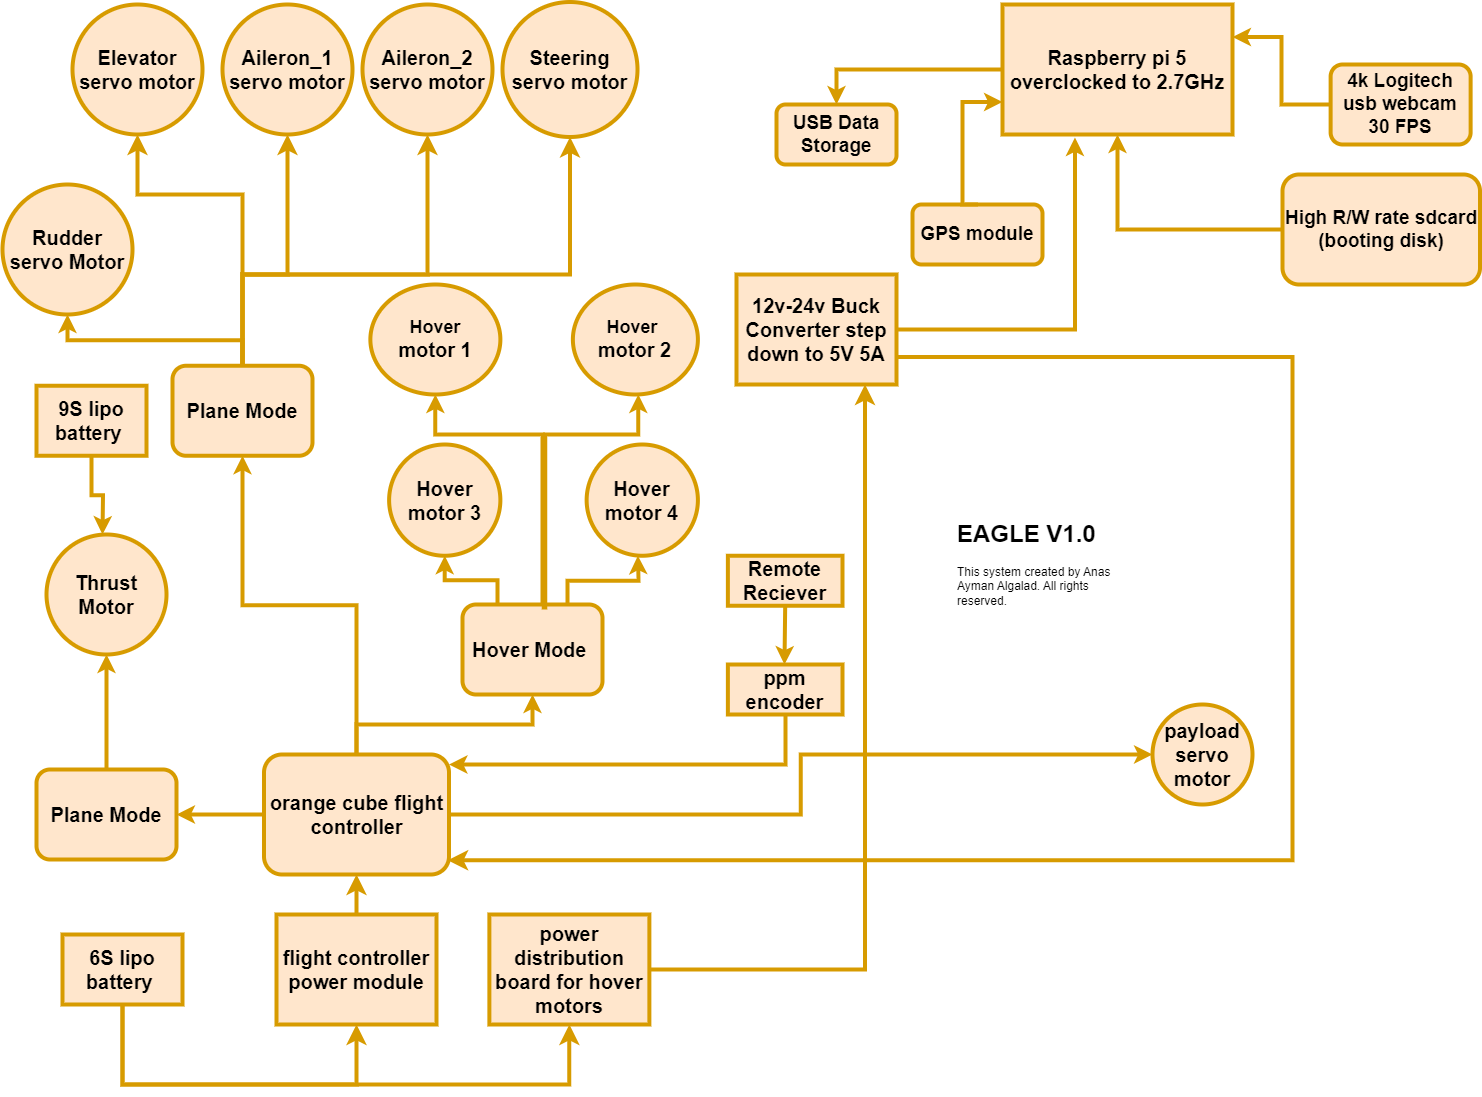 Elevator
servo motor
Aileron_1
servo motor
Aileron_2
servo motor
Steering
servo motor
Raspberry pi 5
overclocked to 2.7GHz
4k Logitech
usb webcam
30 FPS
USB Data
Storage
GPS module
High R/W rate sdcard
(booting disk)
Rudder
servo Motor
Hover
motor 1
Hover
motor 2
12v-24v Buck
Converter step
down to 5V 5A
9S lipo
battery
Plane Mode
Hover
motor 3
Hover
motor 4
EAGLE V1.0
This system created by Anas
Ayman Algalad. All rights
reserved.
Thrust
Motor
Remote
Reciever
Hover Mode
ppm
encoder
payload
servo
motor
Plane Mode
orange cube flight
controller
6S lipo
battery
flight controller
power module
power
distribution
board for hover
motors